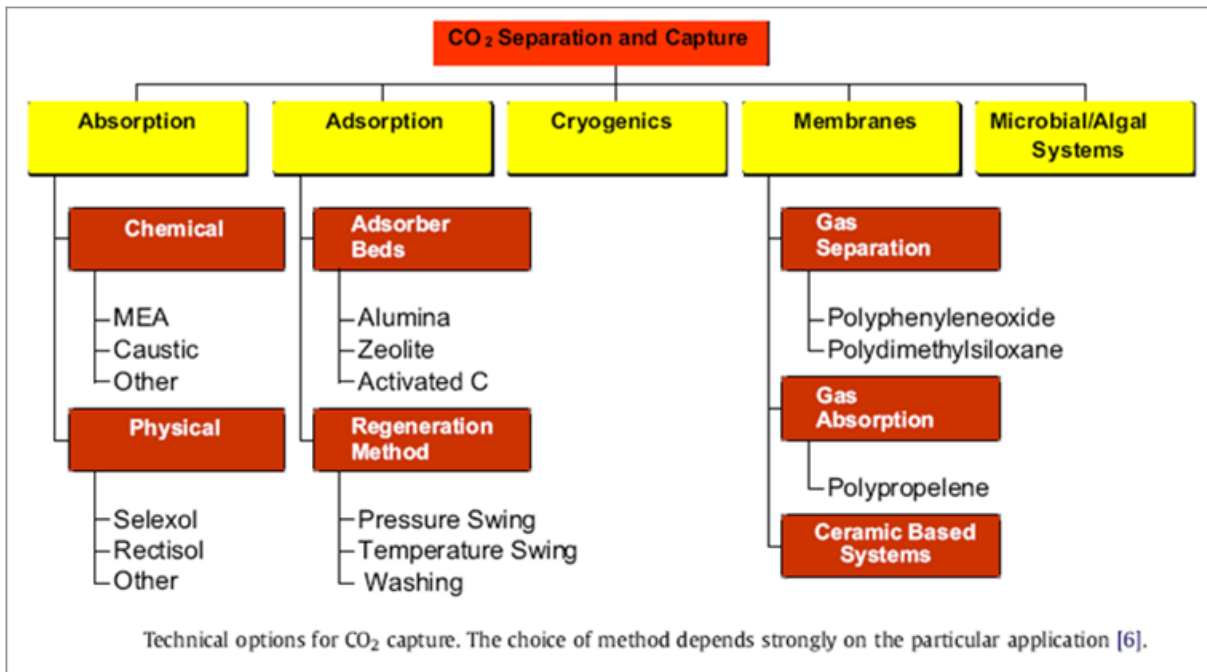 CO₂ Separation and Capture
Absorption
Adsorption
Cryogenics
Membranes
Microbial/Algal
Systems
Chemical
MEA
Caustic
Other
Physical
Selexol
Rectisol
Other
Adsorber
Beds
Alumina
Zeolite
Activated C
Regeneration
Method
Pressure Swing
Temperature Swing
Washing
Gas
Separation
Polyphenyleneoxide
Polydimethylsiloxane
Gas
Absorption
Polypropelene
Ceramic Based
Systems
Technical options for CO₂ capture. The choice of method depends strongly on the particular application [6].